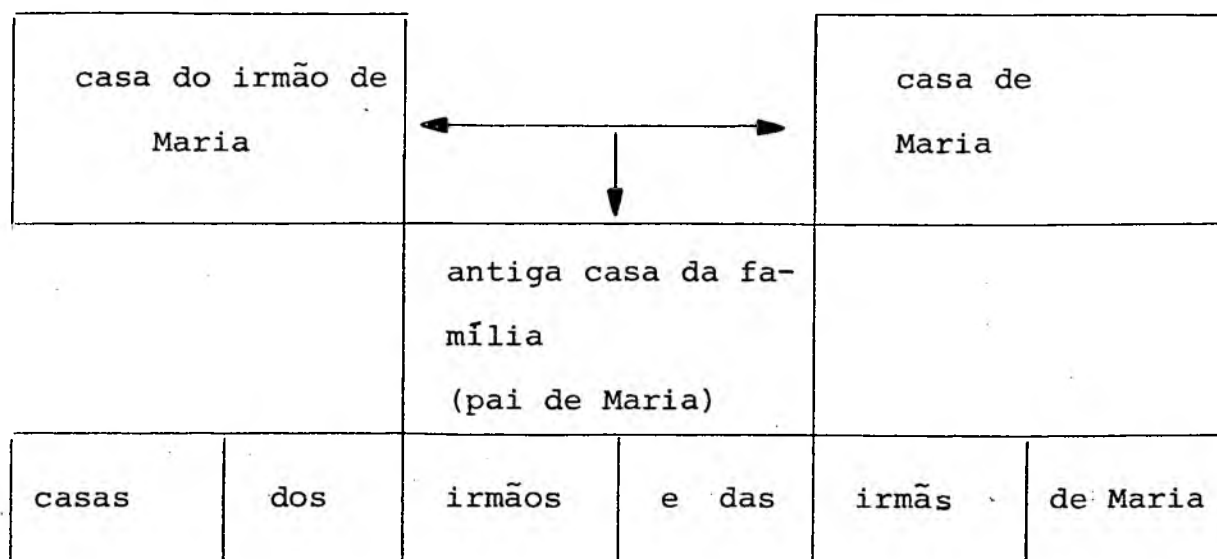 casa do irmão de
Maria
casa de
Maria
antiga casa da fa-
mília
(pai de Maria)
casas dos irmãos e das irmãs de Maria